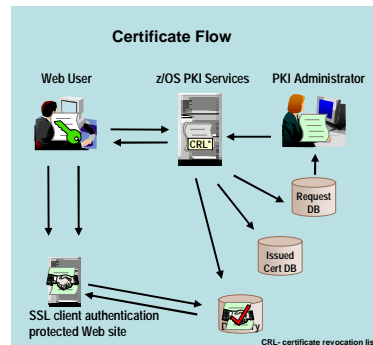 Certificate Flow
Web User
z/OS PKI Services
PKI Administrator
CRL*
Request
DB
Issued
Cert DB
SSL client authentication
protected Web site
CRL- certificate revocation lis